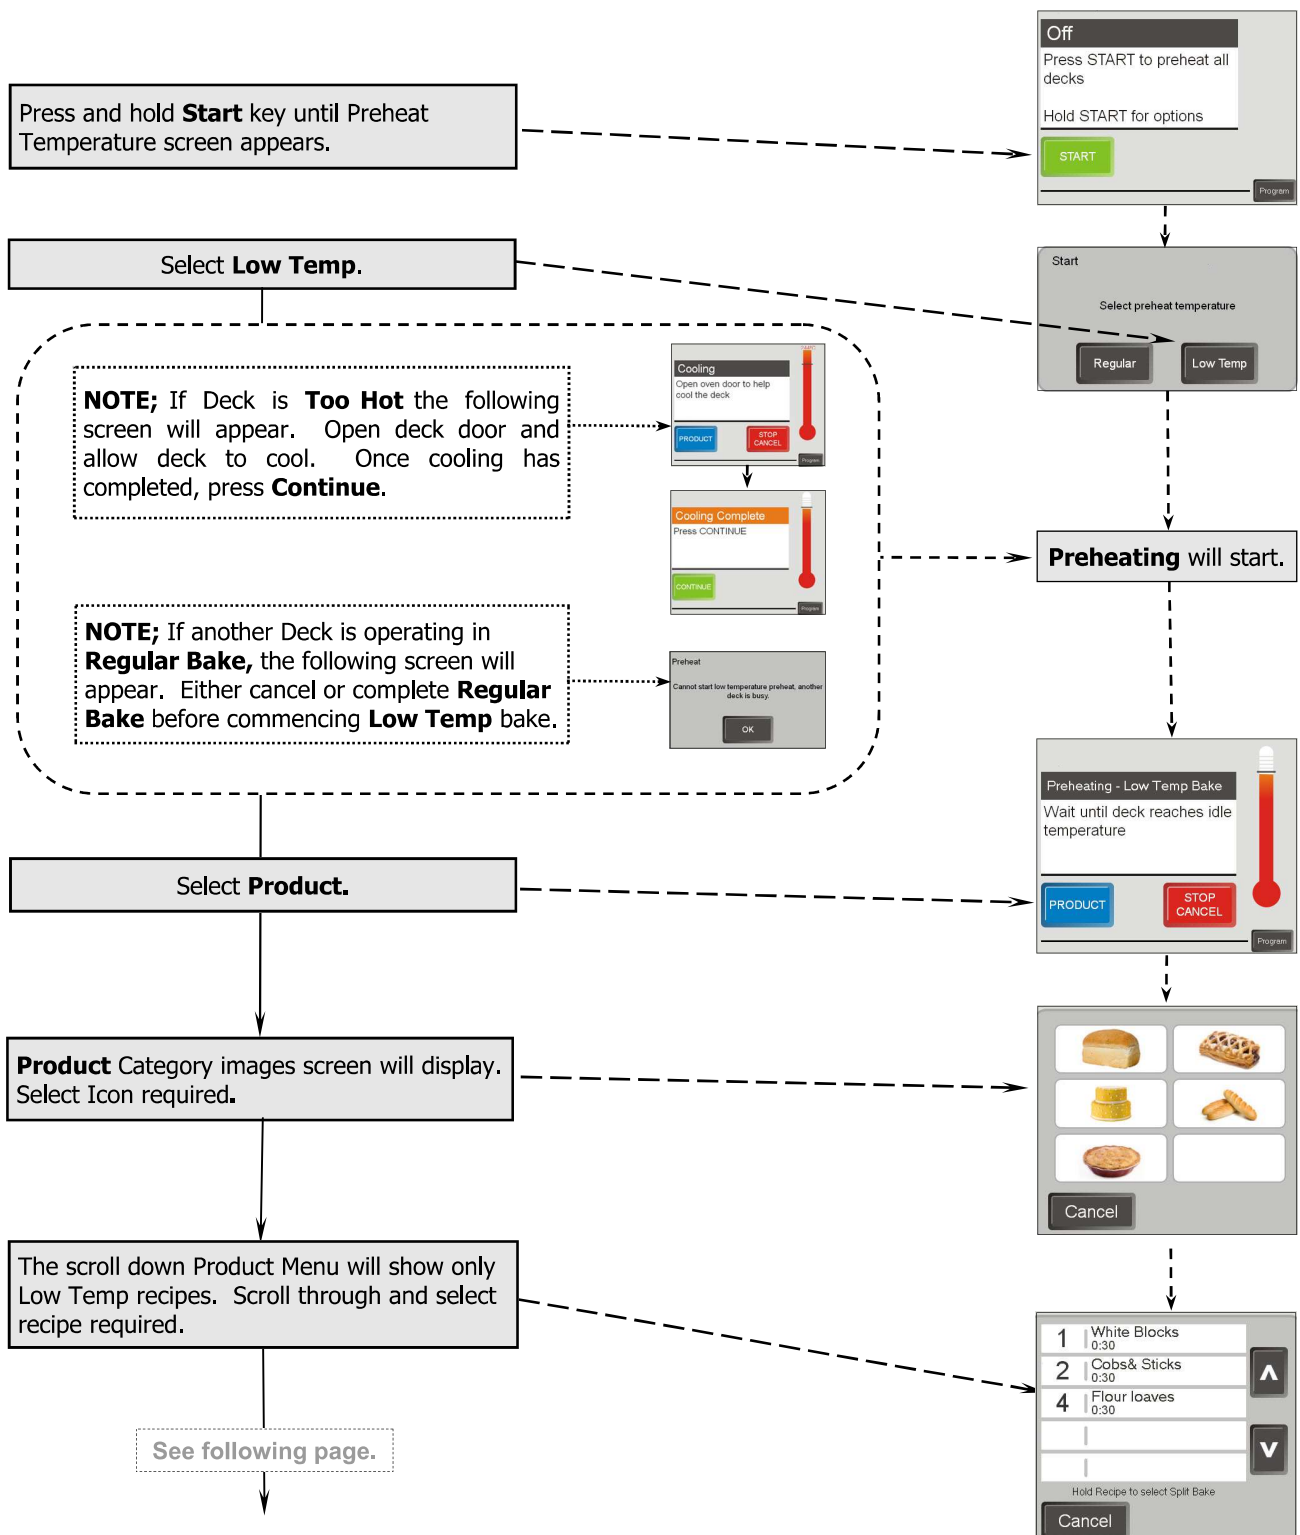 Off
Press START to preheat all
decks
Hold START for options
START
Program
Press and hold Start key until Preheat
Temperature screen appears.
Select Low Temp.
Start
Select preheat temperature
Regular
Low Temp
NOTE; If Deck is Too Hot the following
screen will appear. Open deck door and
allow deck to cool. Once cooling has
completed, press Continue.
Cooling
Open oven door to help
cool the deck
PRODUCT
STOP
CANCEL
Program
Cooling Complete
Press CONTINUE
CONTINUE
Program
Preheating will start.
NOTE; If another Deck is operating in
Regular Bake, the following screen will
appear. Either cancel or complete Regular
Bake before commencing Low Temp bake.
Preheat
Cannot start low temperature preheat, another
deck is busy.
OK
Preheating - Low Temp Bake
Wait until deck reaches idle
temperature
PRODUCT
STOP
CANCEL
Program
Select Product.
Product Category images screen will display.
Select Icon required.
Cancel
The scroll down Product Menu will show only
Low Temp recipes. Scroll through and select
recipe required.
1 White Blocks
0:30
2 Cobs& Sticks
0:30
4 Flour loaves
0:30
Hold Recipe to select Split Bake
Cancel
See following page.